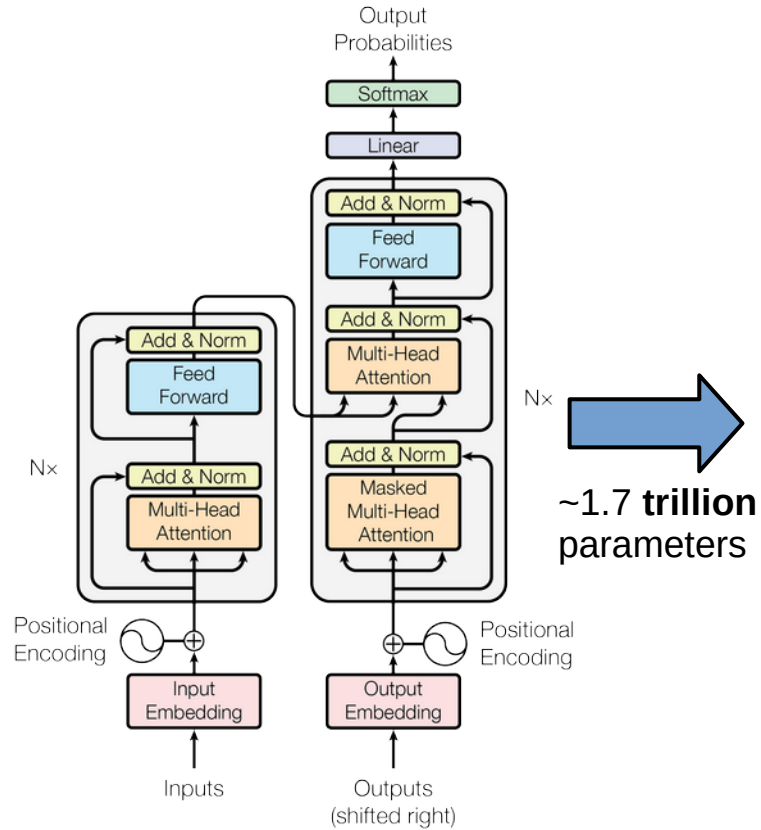 Output
Probabilities
Softmax
Linear
Add & Norm
Feed
Forward
Add & Norm
Multi-Head
Attention
Add & Norm
Masked
Multi-Head
Attention
Nx
Add & Norm
Feed
Forward
Add & Norm
Multi-Head
Attention
Nx
~1.7 trillion
parameters
Positional
Encoding
Positional
Encoding
Input
Embedding
Output
Embedding
Inputs
Outputs
(shifted right)